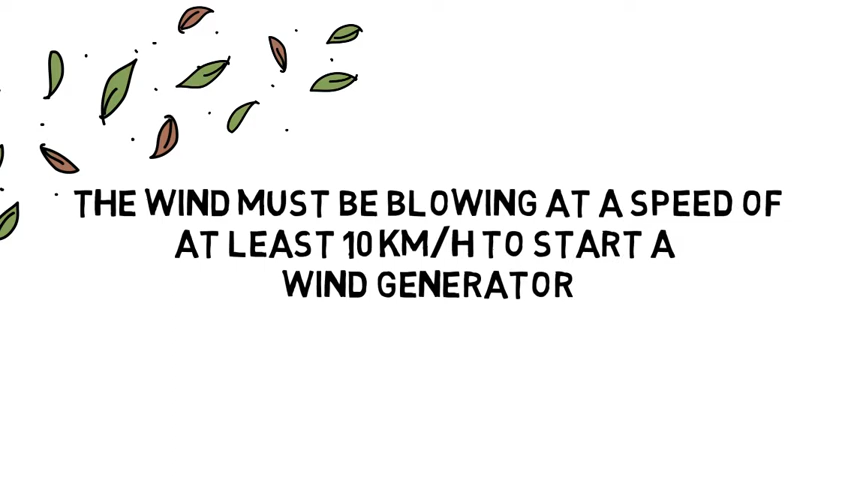 THE WIND MUST BE BLOWING AT A SPEED OF
AT LEAST 10 KM/H TO START A
WIND GENERATOR